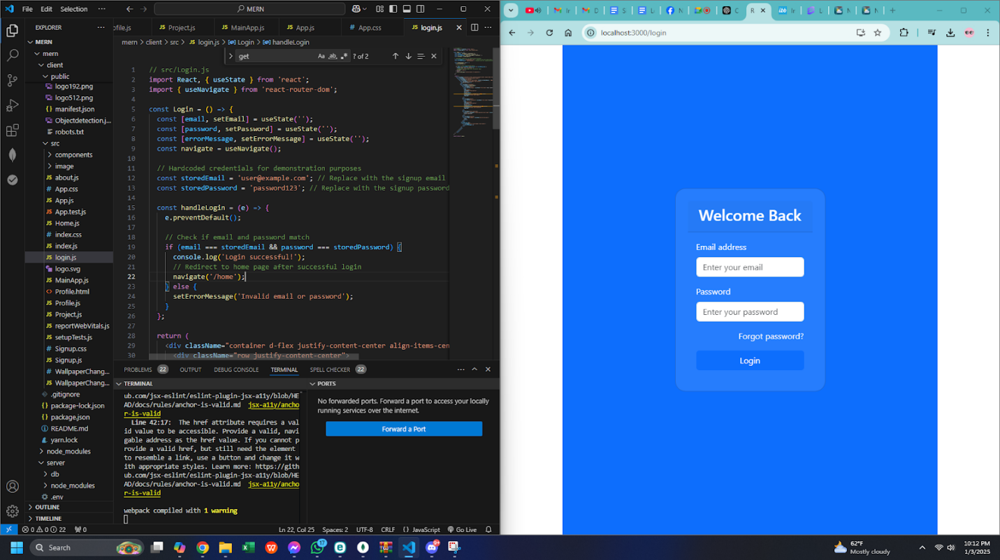 File Edit Selection ··· MERN
EXPLORER ···
MERN
mern
client
public
logo192.png
logo512.png
manifest.json
Objectdetection.j...
robots.txt
src
components
image
about.js
App.css
App.js
App.test.js
Home.js
index.css
index.js
login.js
logo.svg
MainApp.js
Profile.html
Profile.js
Project.js
reportWebVitals.js
setupTests.js
Signup.css
Signup.js
WallpaperChang...
WallpaperChang...
.gitignore
package-lock.json
package.json
README.md
yarn.lock
node_modules
server
db
node_modules
.env
OUTLINE
TIMELINE
ofile.js Project.js MainApp.js App.js App.css login.js
mern > client > src > JS login.js > Login > handleLogin
get Aa ab ? of 2
1 // src/Login.js
2 import React, { useState } from 'react';
3 import { useNavigate } from 'react-router-dom';
4
5 const Login = () => {
6 const [email, setEmail] = useState('');
7 const [password, setPassword] = useState('');
8 const [errorMessage, setErrorMessage] = useState('');
9 const navigate = useNavigate();
10
11 // Hardcoded credentials for demonstration purposes
12 const storedEmail = 'user@example.com'; // Replace with the signup email
13 const storedPassword = 'password123'; // Replace with the signup password
14
15 const handleLogin = (e) => {
16 e.preventDefault();
17
18 // Check if email and password match
19 if (email === storedEmail && password === storedPassword) {
20 console.log('Login successful!');
21 // Redirect to home page after successful login
22 navigate('/home');
23 } else {
24 setErrorMessage('Invalid email or password');
25 }
26 };
27
28 return (
29 <div className="container d-flex justify-content-center align-items-cen
30 <div className="row justify-content-center">
PROBLEMS 22 OUTPUT DEBUG CONSOLE TERMINAL SPELL CHECKER 22
TERMINAL
ub.com/jsx-eslint/eslint-plugin-jsx-a11y/blob/HE
AD/docs/rules/anchor-is-valid.md jsx-a11y/ancho
r-is-valid
Line 42:17: The href attribute requires a val
id value to be accessible. Provide a valid, navi
gable address as the href value. If you cannot p
rovide a valid href, but still need the element
to resemble a link, use a button and change it w
ith appropriate styles. Learn more: https://gith
ub.com/jsx-eslint/eslint-plugin-jsx-a11y/blob/HE
AD/docs/rules/anchor-is-valid.md jsx-a11y/ancho
r-is-valid
webpack compiled with 1 warning
PORTS
No forwarded ports. Forward a port to access your locally
running services over the internet.
Forward a Port
0 0 22 0 Ln 22, Col 25 Spaces: 2 UTF-8 CRLF {} JavaScript Go Live
localhost:3000/login
Welcome Back
Email address
Enter your email
Password
Enter your password
Forgot password?
Login
Search
17
9+
62°F
Mostly cloudy
10:12 PM
1/3/2025